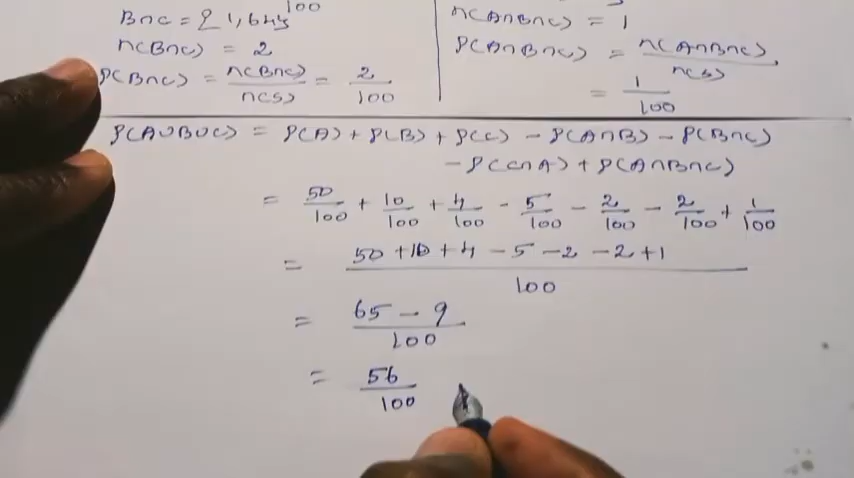 100
B∩C = {1, 64}
n(B∩C) = 2
P(B∩C) = n(B∩C)/n(S) = 2/100
n(A∩B∩C) = 1
P(A∩B∩C) = n(A∩B∩C)/n(S)
= 1/100
P(A∪B∪C) = P(A) + P(B) + P(C) - P(A∩B) - P(B∩C)
- P(C∩A) + P(A∩B∩C)
= 50/100 + 10/100 + 4/100 - 5/100 - 2/100 - 2/100 + 1/100
= 50 + 10 + 4 - 5 - 2 - 2 + 1 / 100
= 65 - 9 / 100
= 56/100